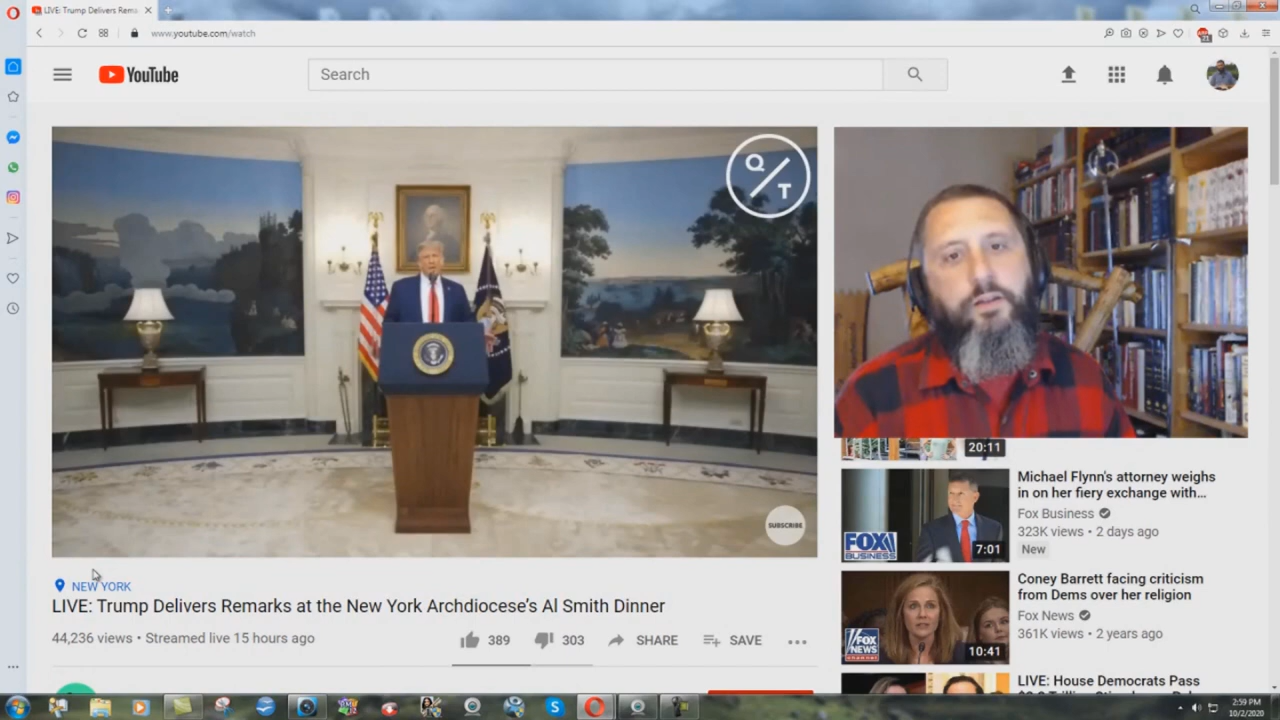 LIVE: Trump Delivers Rema
www.youtube.com/watch
YouTube
Search
Q/T
SUBSCRIBE
20:11
Michael Flynn's attorney weighs
in on her fiery exchange with...
Fox Business
323K views • 2 days ago
New
FOX
BUSINESS
7:01
Coney Barrett facing criticism
from Dems over her religion
Fox News
361K views • 2 years ago
FOX
NEWS
channel
10:41
LIVE: House Democrats Pass
NEW YORK
LIVE: Trump Delivers Remarks at the New York Archdiocese's Al Smith Dinner
44,236 views • Streamed live 15 hours ago
389
303
SHARE
SAVE
2:59 PM
10/2/2020